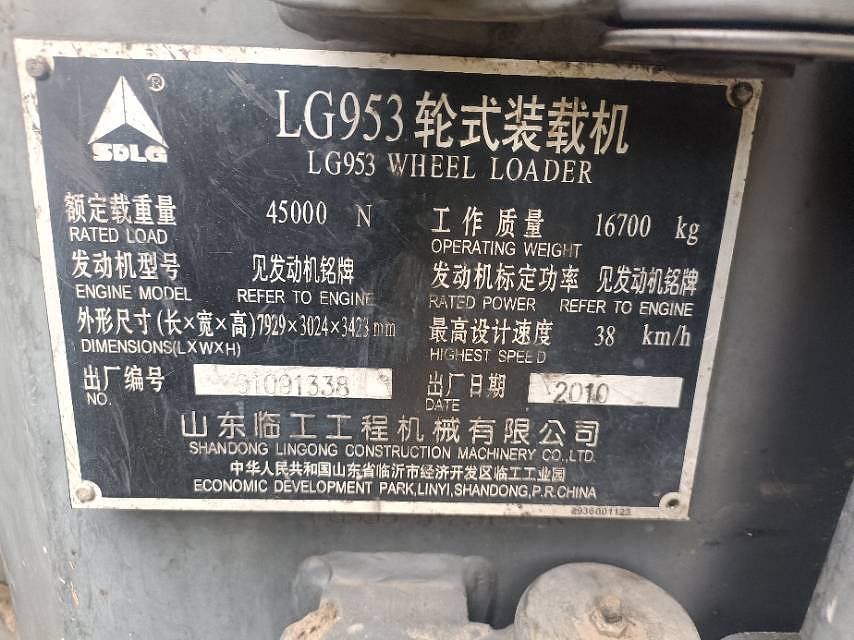 ®
SDLG
LG953 轮式装载机
LG953 WHEEL LOADER
额定载重量 45000 N 工作质量 16700 kg
RATED LOAD OPERATING WEIGHT
发动机型号 见发动机铭牌 发动机标定功率 见发动机铭牌
ENGINE MODEL REFER TO ENGINE RATED POWER REFER TO ENGINE
外形尺寸(长×宽×高)7929×3024×3423mm 最高设计速度 38 km/h
DIMENSIONS(LXWXH) HIGHEST SPEED
出厂编号 出厂日期 2010
NO. DATE
山东临工工程机械有限公司
SHANDONG LINGONG CONSTRUCTION MACHINERY CO.,LTD.
中华人民共和国山东省临沂市经济开发区临工工业园
ECONOMIC DEVELOPMENT PARK,LINYI,SHANDONG,P.R.CHINA